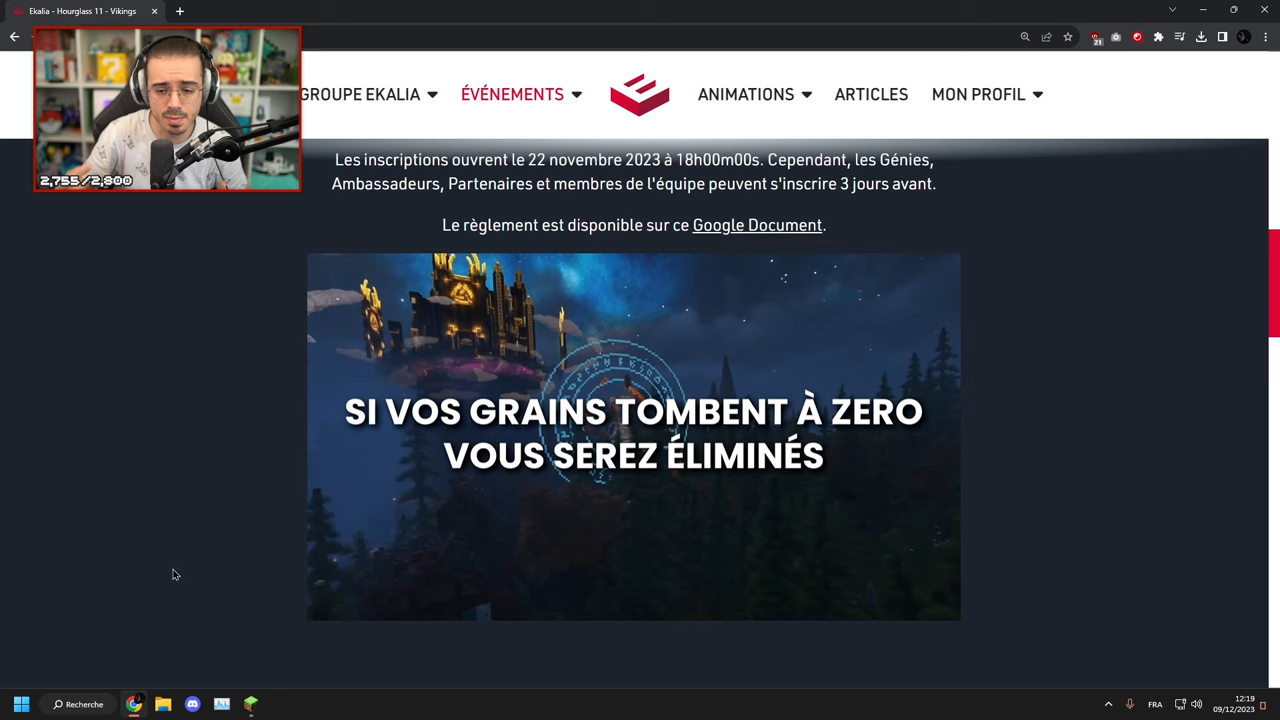 Ekalia - Hourglass 11 - Vikings
21
GROUPE EKALIA
ÉVÉNEMENTS
ANIMATIONS
ARTICLES
MON PROFIL
2,755/2,800
Les inscriptions ouvrent le 22 novembre 2023 à 18h00m00s. Cependant, les Génies,
Ambassadeurs, Partenaires et membres de l'équipe peuvent s'inscrire 3 jours avant.
Le règlement est disponible sur ce Google Document.
SI VOS GRAINS TOMBENT À ZERO
VOUS SEREZ ÉLIMINÉS
Recherche
FRA
12:19
09/12/2023